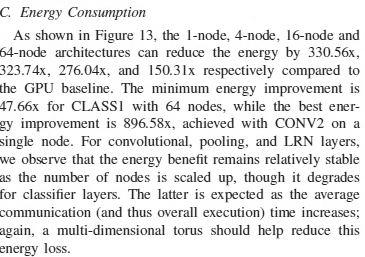 C. Energy Consumption
As shown in Figure 13, the 1-node, 4-node, 16-node and
64-node architectures can reduce the energy by 330.56x,
323.74x, 276.04x, and 150.31x respectively compared to
the GPU baseline. The minimum energy improvement is
47.66x for CLASS1 with 64 nodes, while the best ener-
gy improvement is 896.58x, achieved with CONV2 on a
single node. For convolutional, pooling, and LRN layers,
we observe that the energy benefit remains relatively stable
as the number of nodes is scaled up, though it degrades
for classifier layers. The latter is expected as the average
communication (and thus overall execution) time increases;
again, a multi-dimensional torus should help reduce this
energy loss.